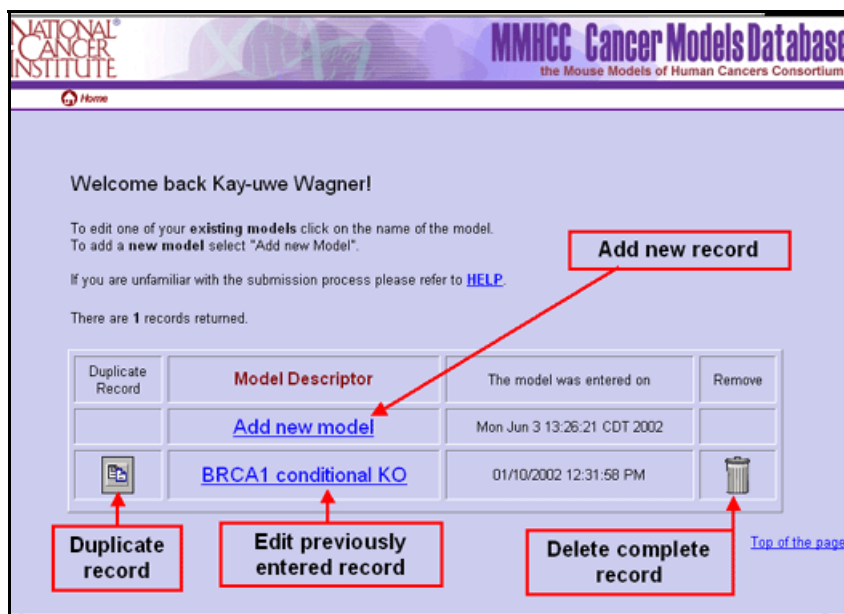 NATIONAL®
CANCER
INSTITUTE
MMHCC Cancer Models Database
the Mouse Models of Human Cancers Consortium
Home
Welcome back Kay-uwe Wagner!
To edit one of your existing models click on the name of the model.
To add a new model select "Add new Model".
Add new record
If you are unfamiliar with the submission process please refer to HELP.
There are 1 records returned.
Duplicate
Record
Model Descriptor
The model was entered on
Remove
Add new model
Mon Jun 3 13:26:21 CDT 2002
BRCA1 conditional KO
01/10/2002 12:31:58 PM
Duplicate
record
Edit previously
entered record
Delete complete
record
Top of the page